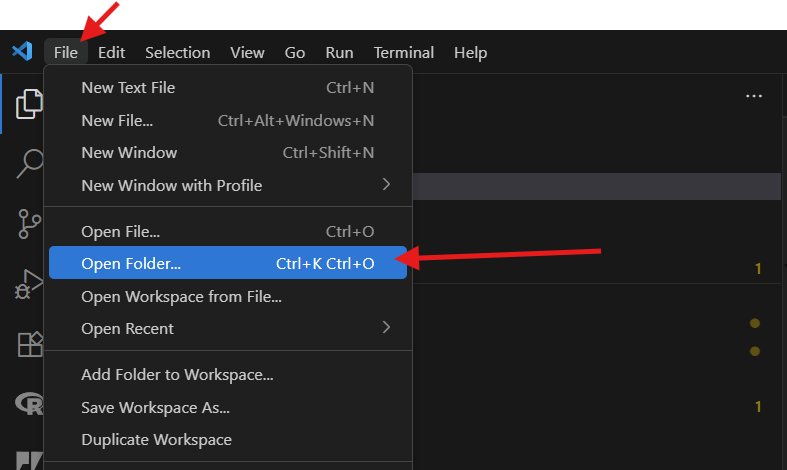 File Edit Selection View Go Run Terminal Help
New Text File Ctrl+N
New File... Ctrl+Alt+Windows+N
New Window Ctrl+Shift+N
New Window with Profile
Open File... Ctrl+O
Open Folder... Ctrl+K Ctrl+O
1
Open Workspace from File...
Open Recent
Add Folder to Workspace...
Save Workspace As...
1
Duplicate Workspace